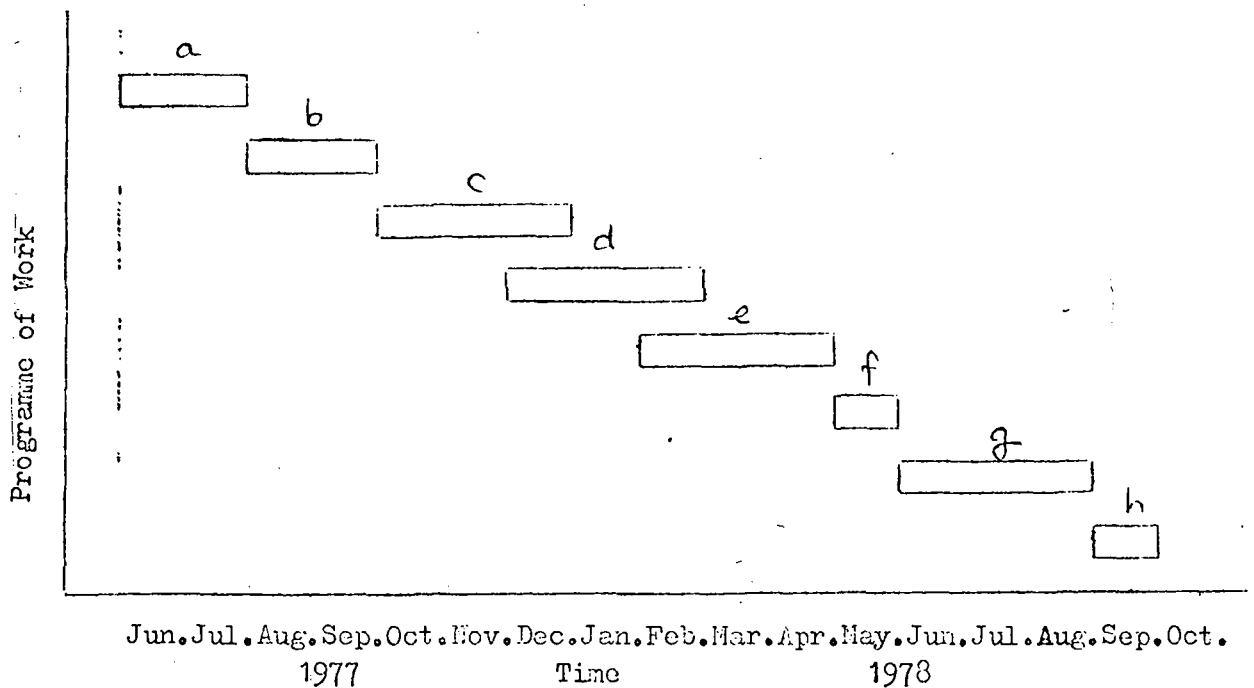 a
b
c
d
e
f
g
h
Programme of Work
Jun.Jul.Aug.Sep.Oct.Nov.Dec.Jan.Feb.Mar.Apr.May.Jun.Jul.Aug.Sep.Oct.
1977 Time 1978